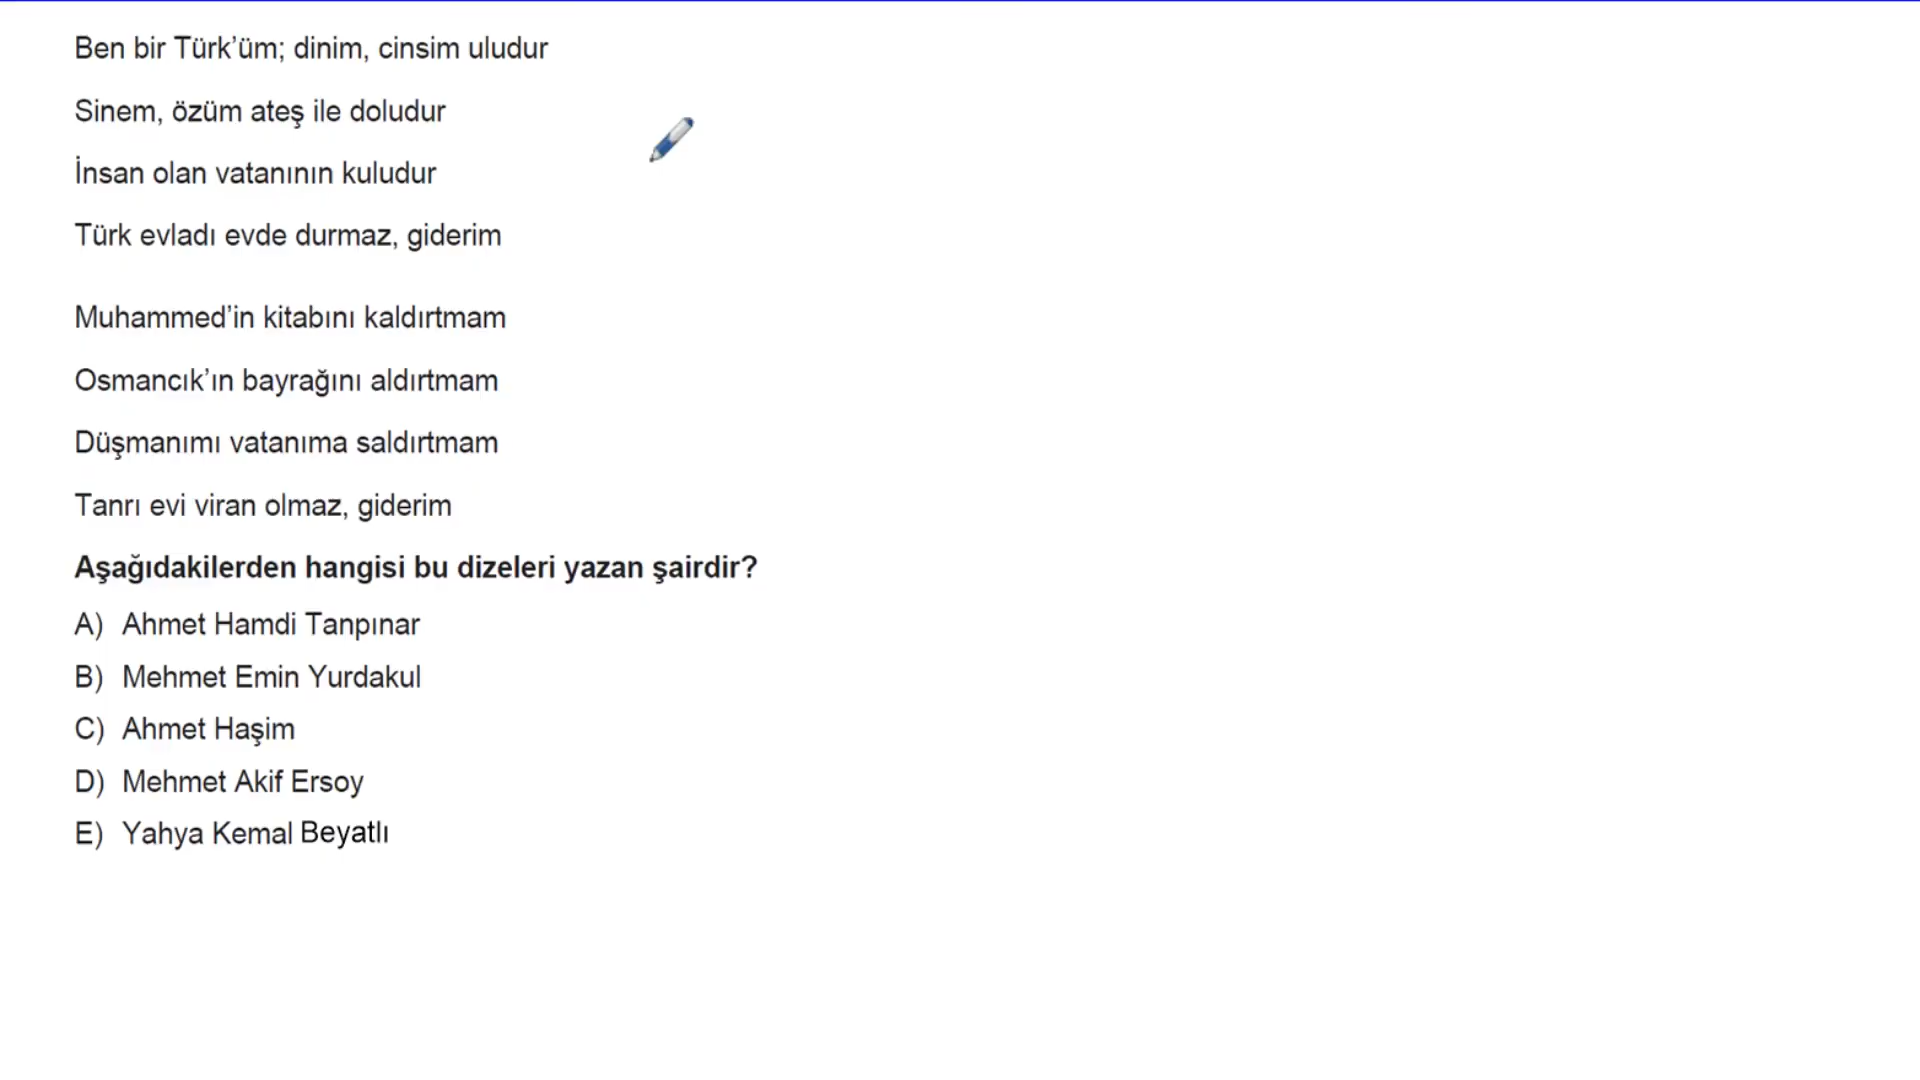 Ben bir Türk’üm; dinim, cinsim uludur
Sinem, özüm ateş ile doludur
İnsan olan vatanının kuludur
Türk evladı evde durmaz, giderim
Muhammed’in kitabını kaldırtmam
Osmancık’ın bayrağını aldırtmam
Düşmanımı vatanıma saldırtmam
Tanrı evi viran olmaz, giderim
Aşağıdakilerden hangisi bu dizeleri yazan şairdir?
A) Ahmet Hamdi Tanpınar
B) Mehmet Emin Yurdakul
C) Ahmet Haşim
D) Mehmet Akif Ersoy
E) Yahya Kemal Beyatlı